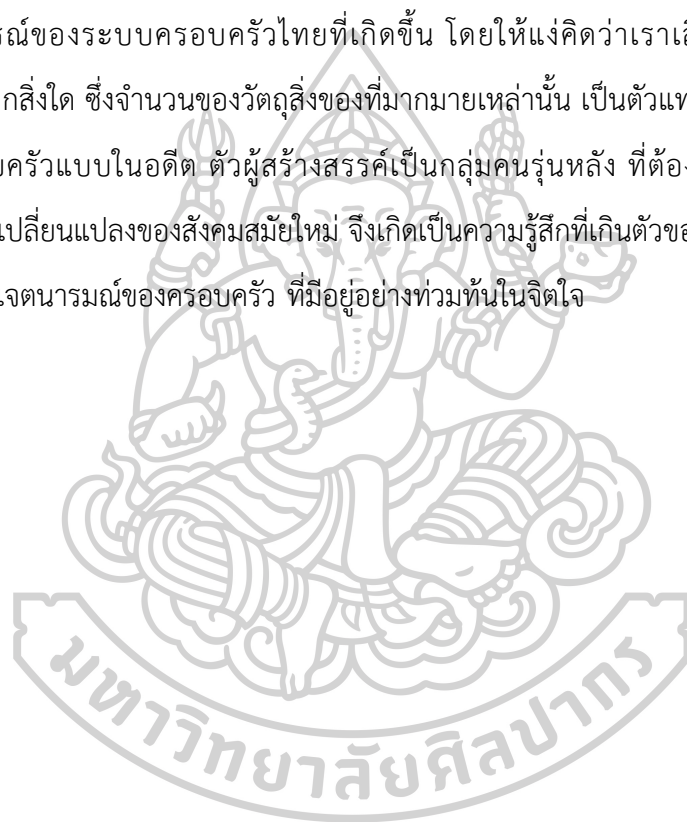 รณ์ของระบบครอบครัวไทยที่เกิดขึ้น โดยให้แง่คิดว่าเราเลื
กสิ่งใด ซึ่งจำนวนของวัตถุสิ่งของที่มากมายเหล่านั้น เป็นตัวแท
บครัวแบบในอดีต ตัวผู้สร้างสรรค์เป็นกลุ่มคนรุ่นหลัง ที่ต้อง
เปลี่ยนแปลงของสังคมสมัยใหม่ จึงเกิดเป็นความรู้สึกที่เกินตัวขอ
เจตนารมณ์ของครอบครัว ที่มีอยู่อย่างท่วมท้นในจิตใจ
มหาวิทยาลัยศิลปากร